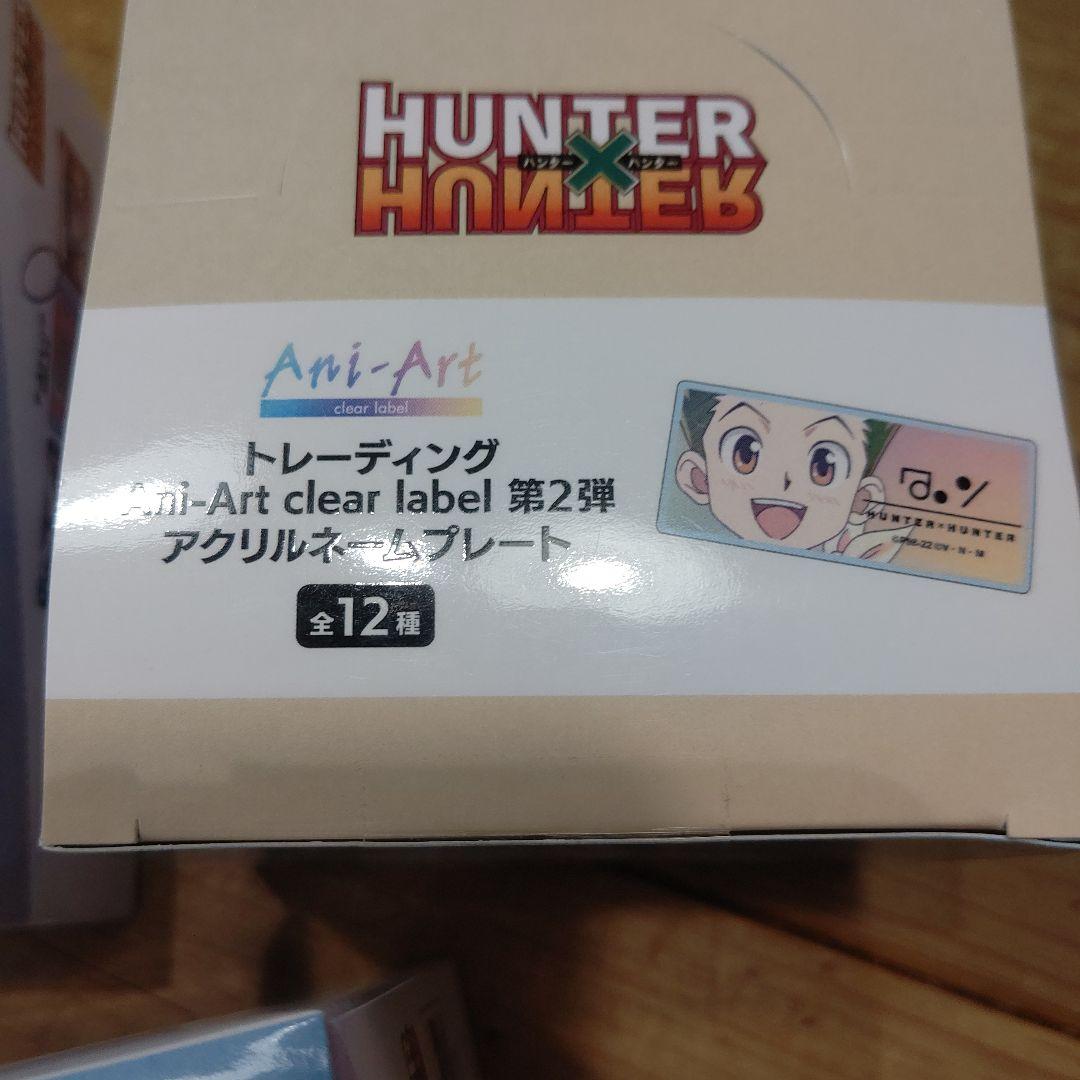 HUNTER
ハンター×ハンター
HUNTER
Ani-Art
clear label
トレーディング
Ani-Art clear label 第2弾
アクリルネームプレート
全12種
HUNTER×HUNTER
©P98-22 ©V・N・M